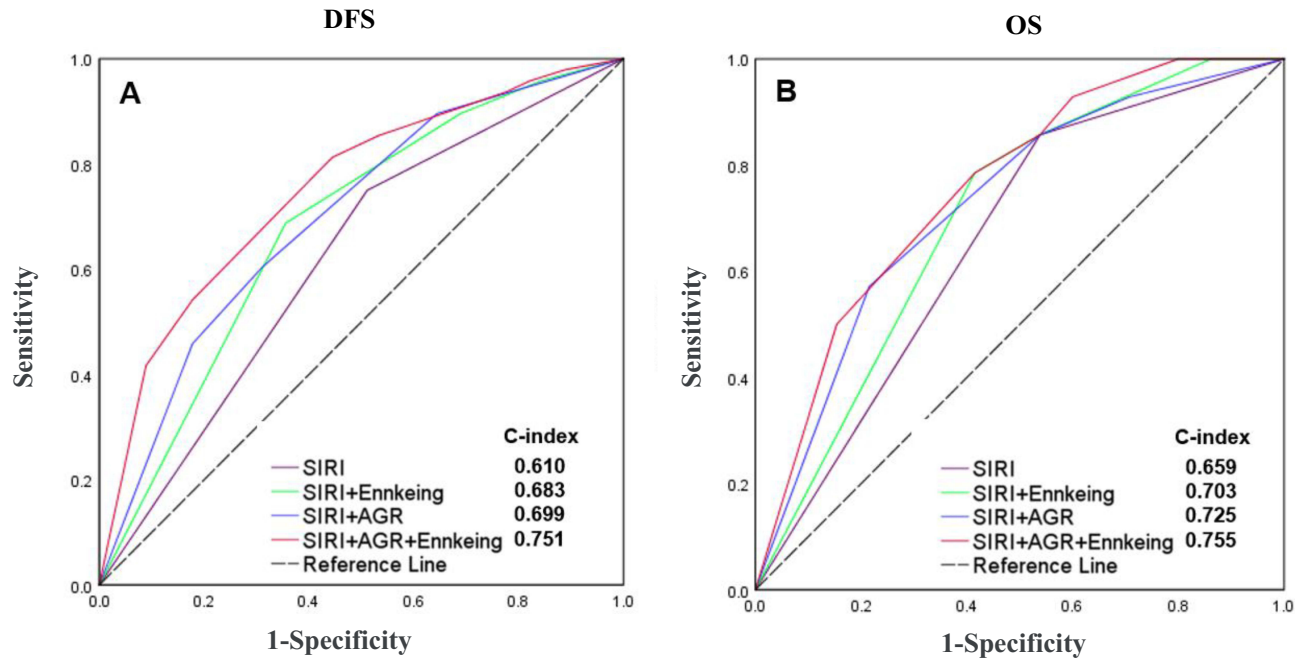 DFS
A
1.0
0.8
0.6
0.4
0.2
0.0
Sensitivity
C-index
SIRI 0.610
SIRI+Ennkeing 0.683
SIRI+AGR 0.699
SIRI+AGR+Ennkeing 0.751
Reference Line
0.0 0.2 0.4 0.6 0.8 1.0
1-Specificity
OS
B
1.0
0.8
0.6
0.4
0.2
0.0
Sensitivity
C-index
SIRI 0.659
SIRI+Ennkeing 0.703
SIRI+AGR 0.725
SIRI+AGR+Ennkeing 0.755
Reference Line
0.0 0.2 0.4 0.6 0.8 1.0
1-Specificity